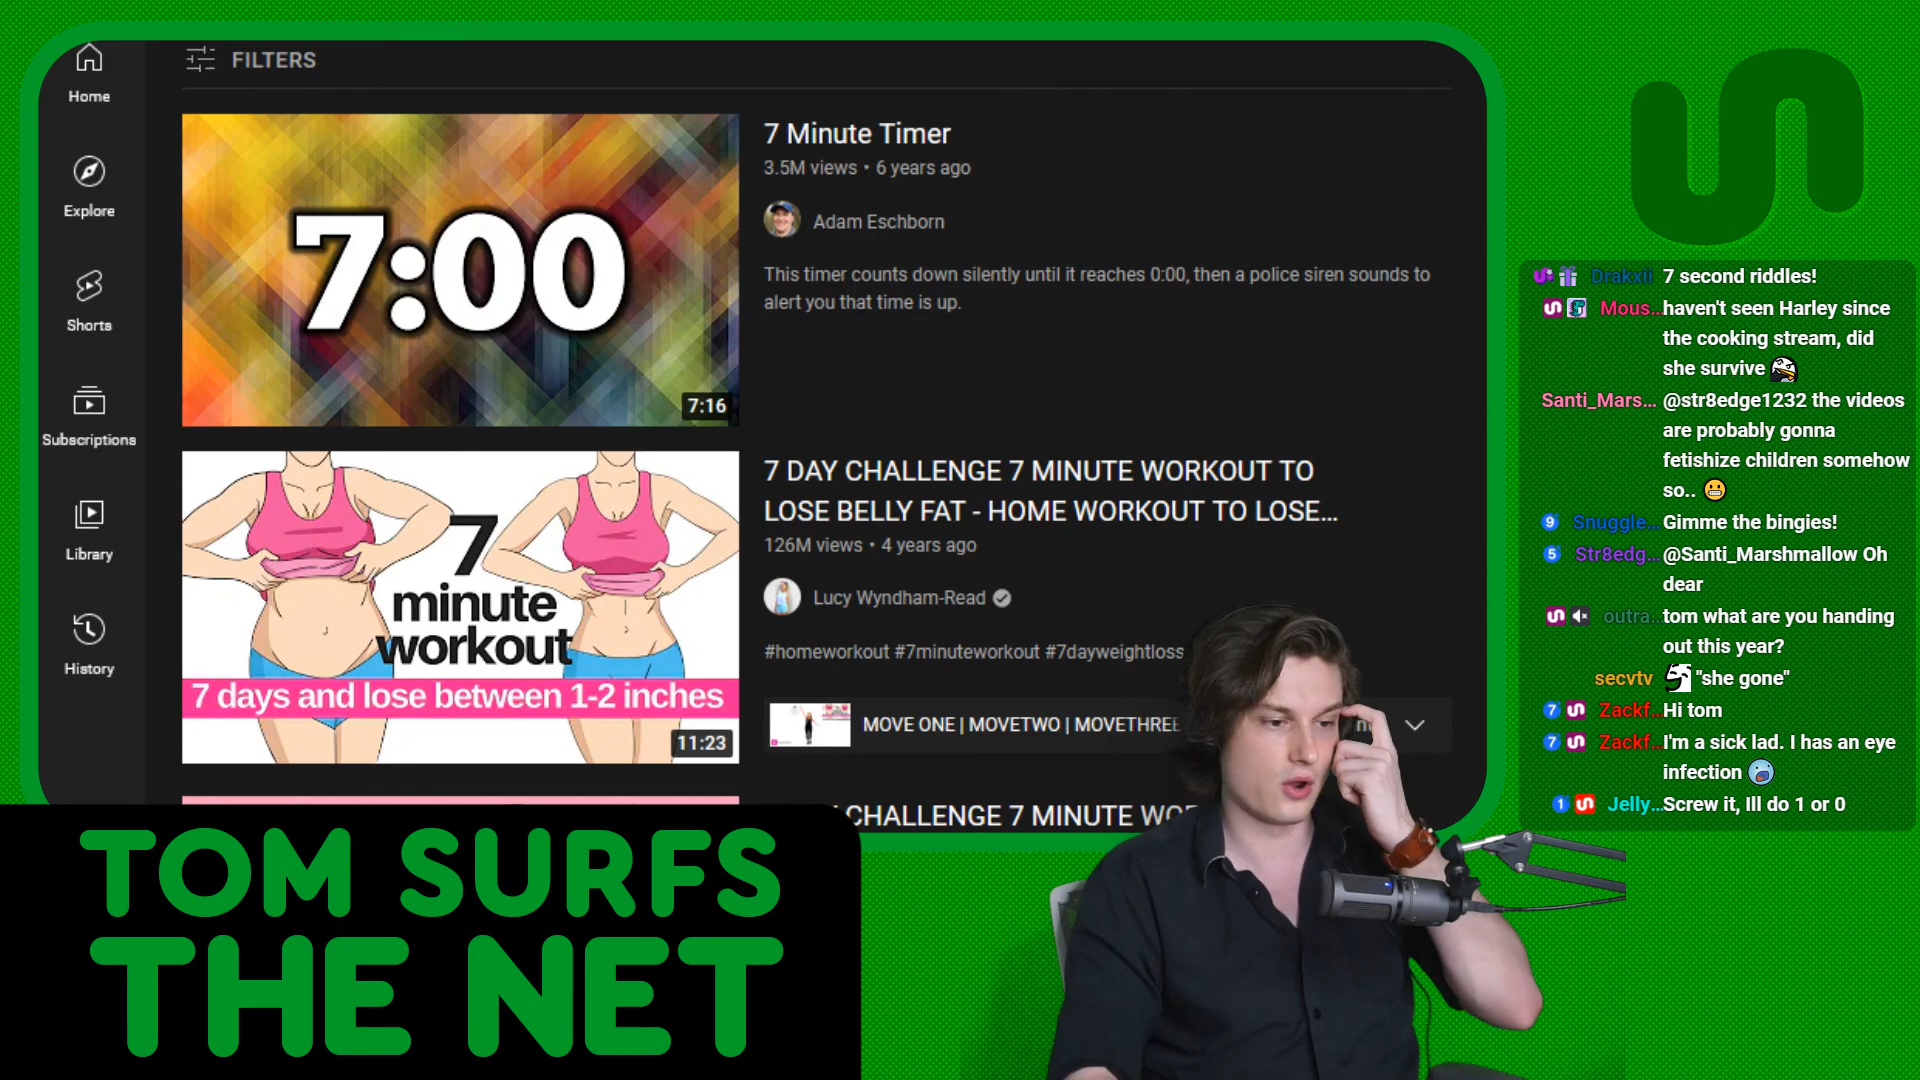 Home
Explore
Shorts
Subscriptions
Library
History
FILTERS
7:00
7:16
7 Minute Timer
3.5M views • 6 years ago
Adam Eschborn
This timer counts down silently until it reaches 0:00, then a police siren sounds to
alert you that time is up.
7
minute
workout
7 days and lose between 1-2 inches
11:23
7 DAY CHALLENGE 7 MINUTE WORKOUT TO
LOSE BELLY FAT - HOME WORKOUT TO LOSE...
126M views • 4 years ago
Lucy Wyndham-Read
#homeworkout #7minuteworkout #7dayweightloss
MOVE ONE | MOVETWO | MOVETHREE
CHALLENGE 7 MINUTE
TOM SURFS
THE NET
Drakxii 7 second riddles!
Mous... haven't seen Harley since
the cooking stream, did
she survive
Santi_Mars... @str8edge1232 the videos
are probably gonna
fetishize children somehow
so..
9 Snuggle... Gimme the bingies!
5 Str8edg... @Santi_Marshmallow Oh
dear
outra... tom what are you handing
out this year?
secvtv "she gone"
7 Zackf... Hi tom
7 Zackf... I'm a sick lad. I has an eye
infection
1 Jelly... Screw it, Ill do 1 or 0